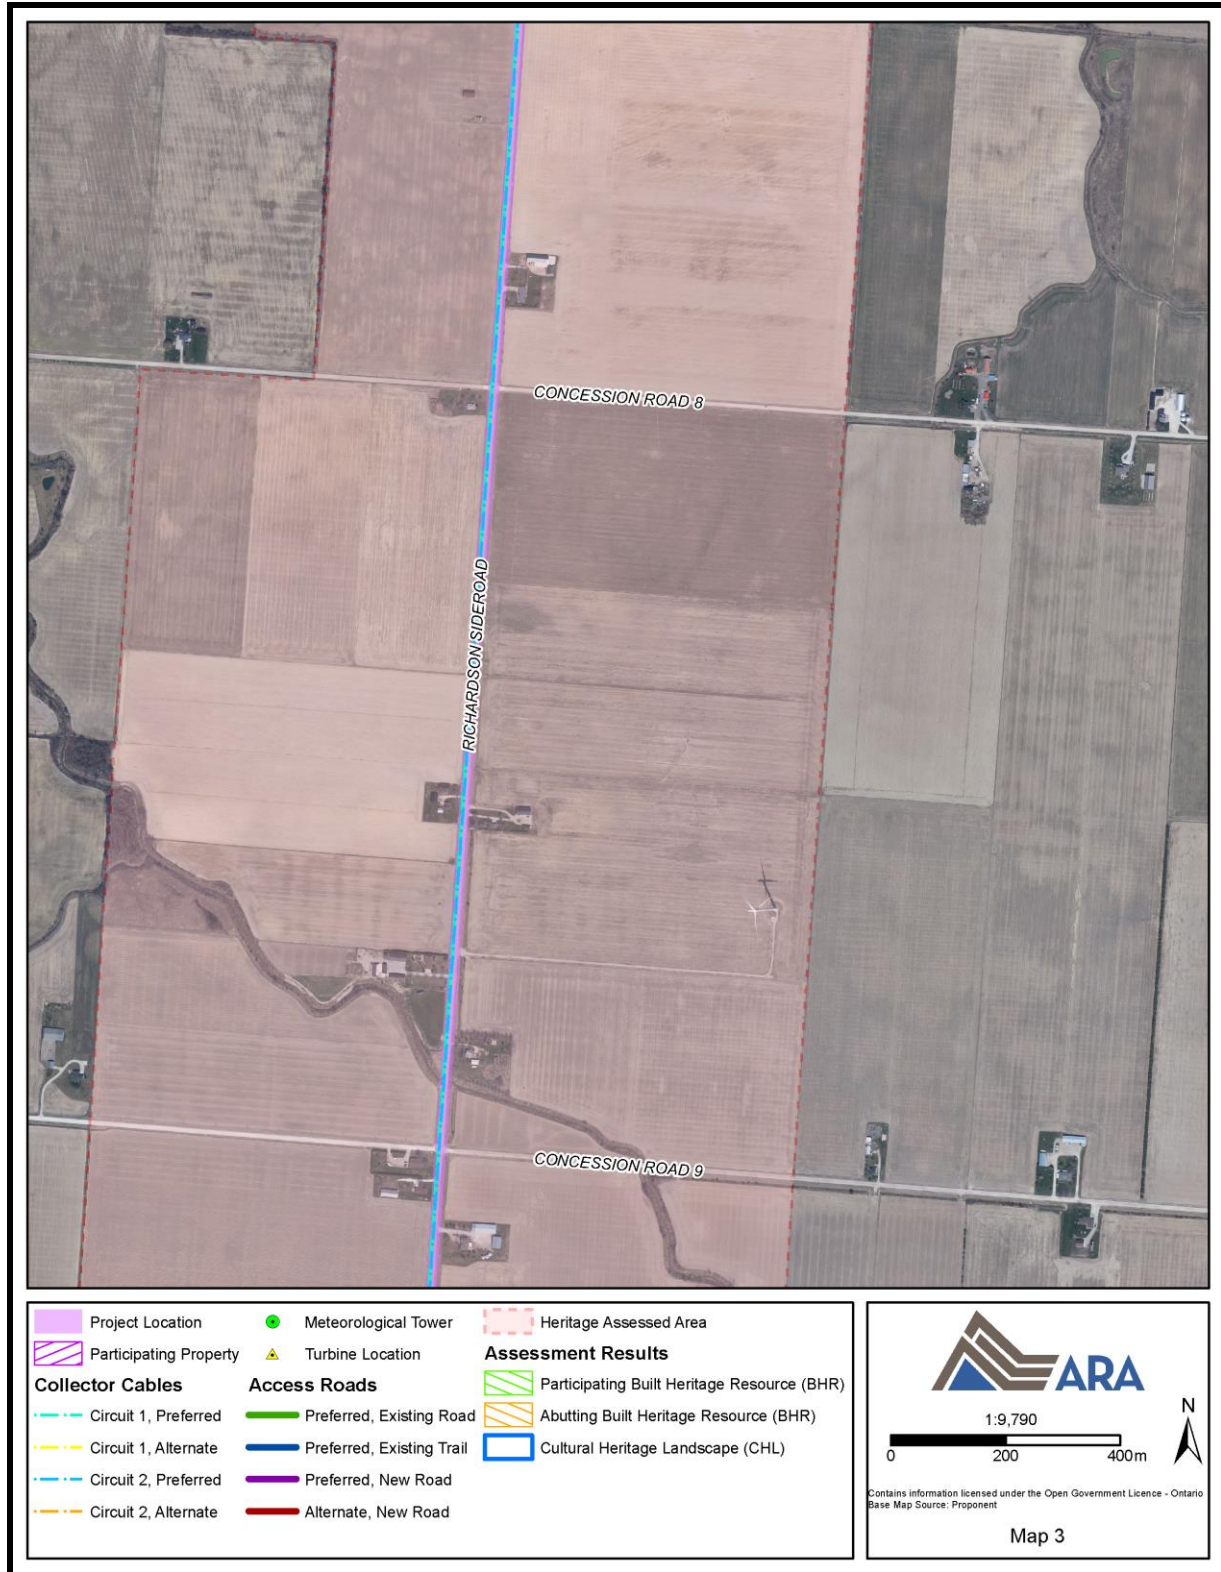 CONCESSION ROAD 8
RICHARDSON SIDEROAD
CONCESSION ROAD 9
Project Location
Participating Property
Collector Cables
Circuit 1, Preferred
Circuit 1, Alternate
Circuit 2, Preferred
Circuit 2, Alternate
Meteorological Tower
Turbine Location
Access Roads
Preferred, Existing Road
Preferred, Existing Trail
Preferred, New Road
Alternate, New Road
Heritage Assessed Area
Assessment Results
Participating Built Heritage Resource (BHR)
Abutting Built Heritage Resource (BHR)
Cultural Heritage Landscape (CHL)
ARA
N
1:9,790
0 200 400m
Contains information licensed under the Open Government Licence - Ontario
Base Map Source: Proponent
Map 3